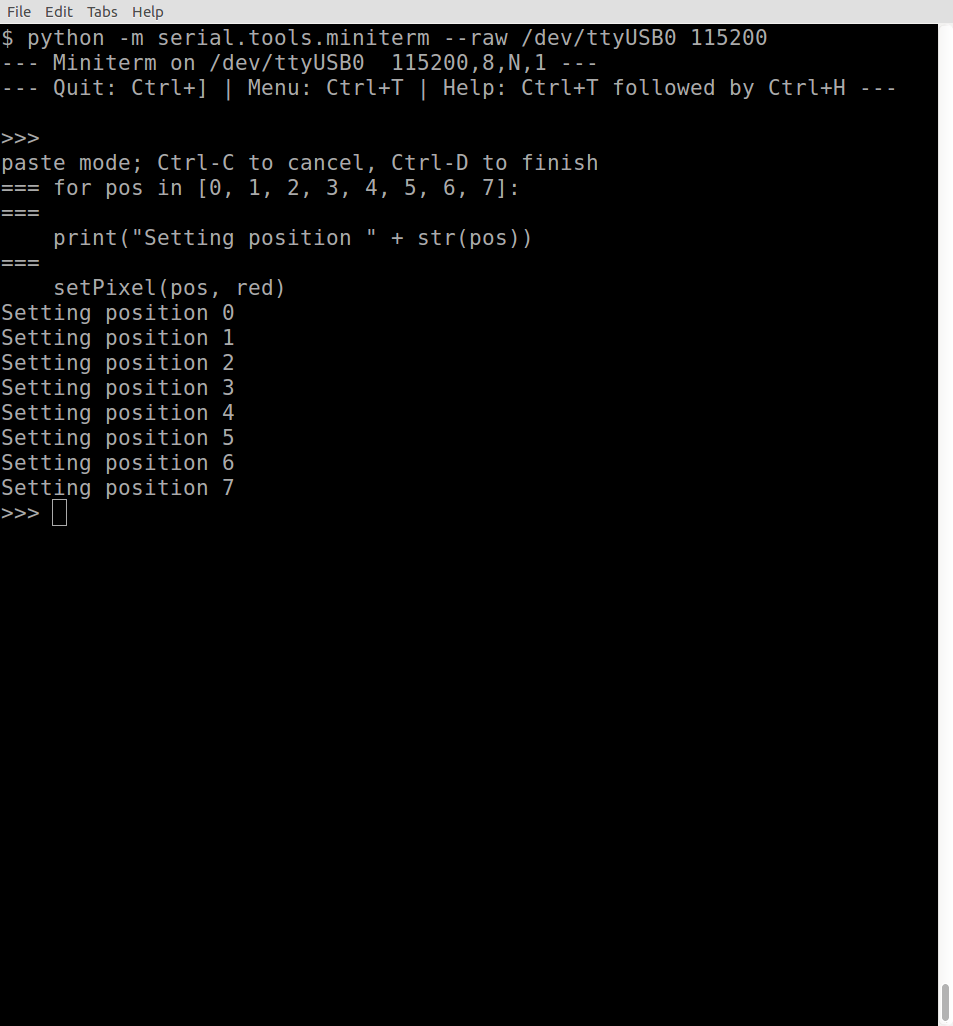 File Edit Tabs Help
$ python -m serial.tools.miniterm --raw /dev/ttyUSB0 115200
--- Miniterm on /dev/ttyUSB0  115200,8,N,1 ---
--- Quit: Ctrl+] | Menu: Ctrl+T | Help: Ctrl+T followed by Ctrl+H ---
>>>
paste mode; Ctrl-C to cancel, Ctrl-D to finish
=== for pos in [0, 1, 2, 3, 4, 5, 6, 7]:
===
    print("Setting position " + str(pos))
===
    setPixel(pos, red)
Setting position 0
Setting position 1
Setting position 2
Setting position 3
Setting position 4
Setting position 5
Setting position 6
Setting position 7
>>>